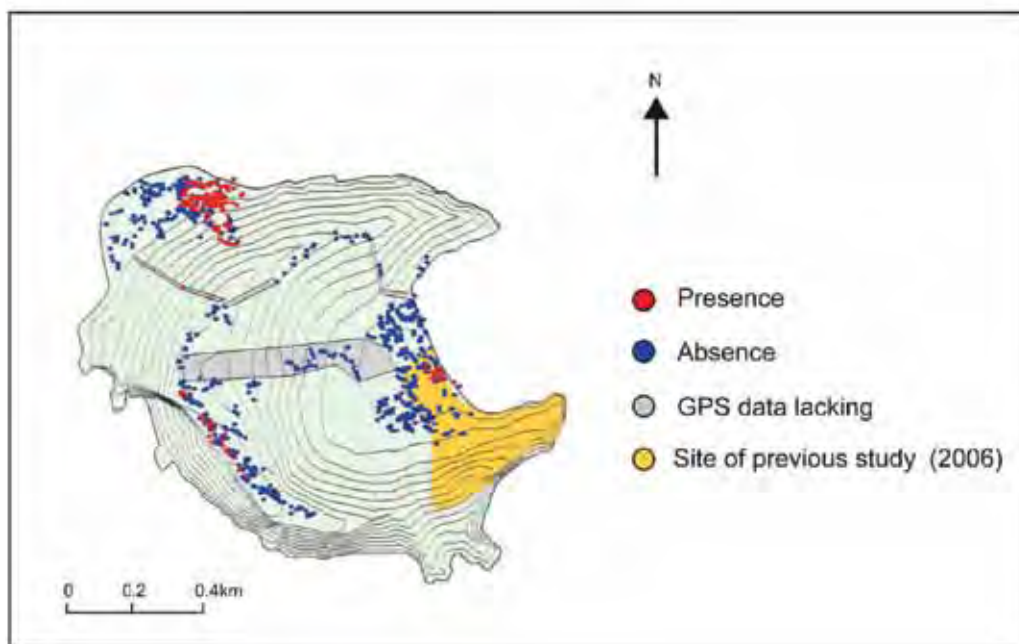 N
Presence
Absence
GPS data lacking
Site of previous study (2006)
0 0.2 0.4km